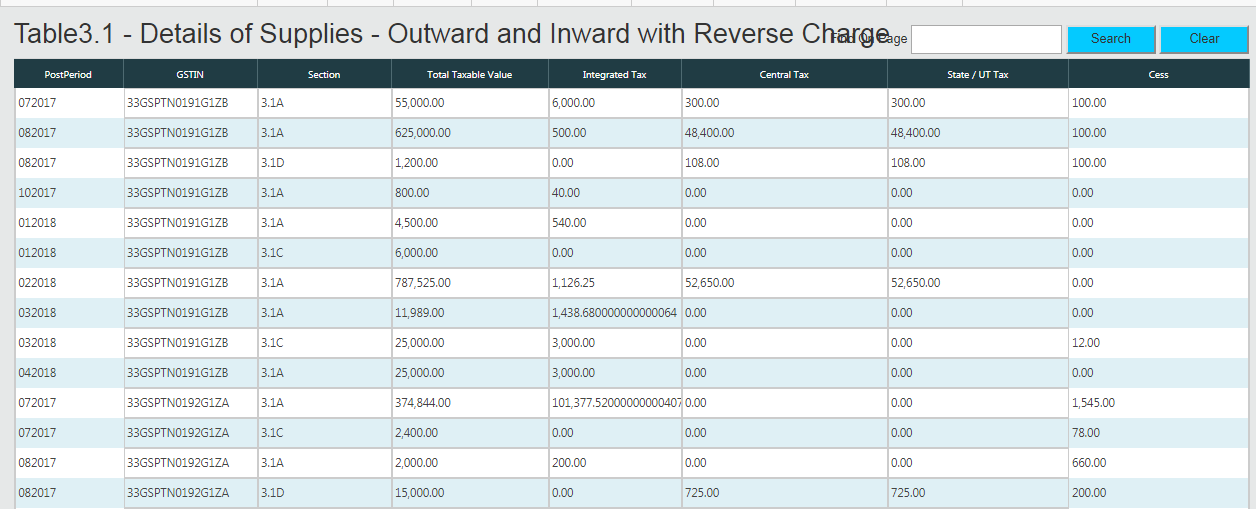 Table3.1 - Details of Supplies - Outward and Inward with Reverse Charge
Find On Page Search Clear
PostPeriod GSTIN Section Total Taxable Value Integrated Tax Central Tax State / UT Tax Cess
072017 33GSPTN0191G1ZB 3.1A 55,000.00 6,000.00 300.00 300.00 100.00
082017 33GSPTN0191G1ZB 3.1A 625,000.00 500.00 48,400.00 48,400.00 100.00
082017 33GSPTN0191G1ZB 3.1D 1,200.00 0.00 108.00 108.00 100.00
102017 33GSPTN0191G1ZB 3.1A 800.00 40.00 0.00 0.00 0.00
012018 33GSPTN0191G1ZB 3.1A 4,500.00 540.00 0.00 0.00 0.00
012018 33GSPTN0191G1ZB 3.1C 6,000.00 0.00 0.00 0.00 0.00
022018 33GSPTN0191G1ZB 3.1A 787,525.00 1,126.25 52,650.00 52,650.00 0.00
032018 33GSPTN0191G1ZB 3.1A 11,989.00 1,438.680000000000064 0.00 0.00 0.00
032018 33GSPTN0191G1ZB 3.1C 25,000.00 3,000.00 0.00 0.00 12.00
042018 33GSPTN0191G1ZB 3.1A 25,000.00 3,000.00 0.00 0.00 0.00
072017 33GSPTN0192G1ZA 3.1A 374,844.00 101,377.52000000000407 0.00 0.00 1,545.00
072017 33GSPTN0192G1ZA 3.1C 2,400.00 0.00 0.00 0.00 78.00
082017 33GSPTN0192G1ZA 3.1A 2,000.00 200.00 0.00 0.00 660.00
082017 33GSPTN0192G1ZA 3.1D 15,000.00 0.00 725.00 725.00 200.00